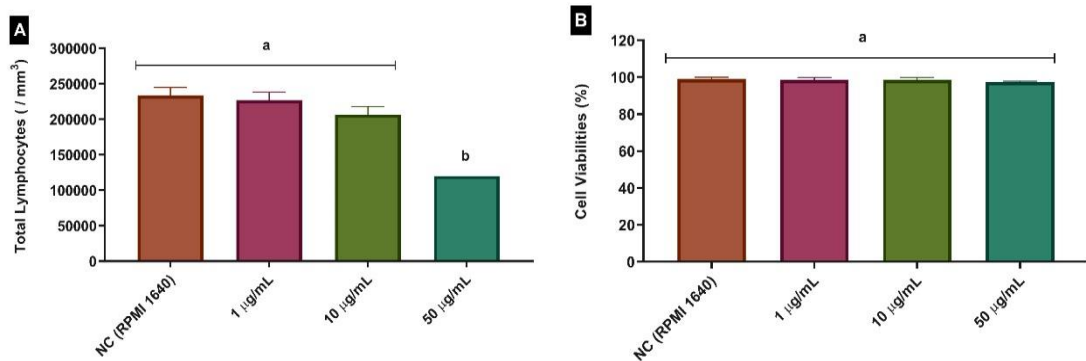 A
Total Lymphocytes ( / mm³)
300000
250000
200000
150000
100000
50000
0
a
b
NC (RPMI 1640)
1 μg/mL
10 μg/mL
50 μg/mL
B
Cell Viabilities (%)
120
100
80
60
40
20
0
a
NC (RPMI 1640)
1 μg/mL
10 μg/mL
50 μg/mL